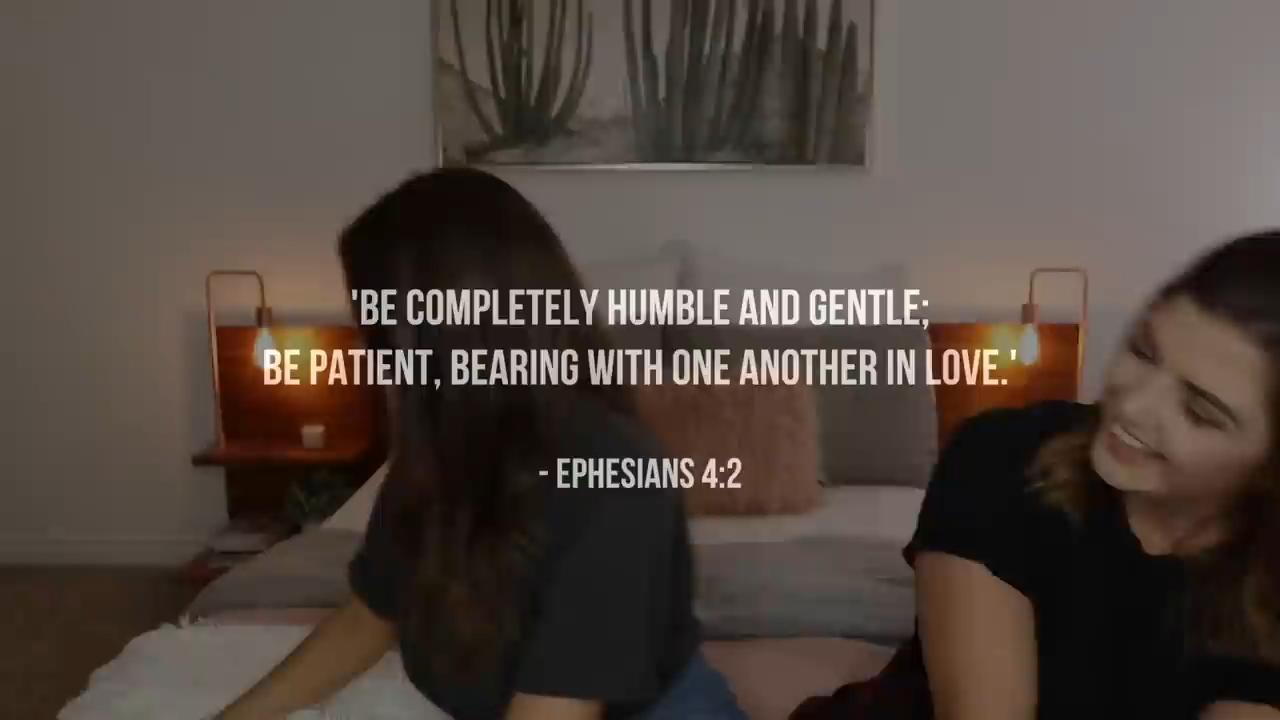 'BE COMPLETELY HUMBLE AND GENTLE;
BE PATIENT, BEARING WITH ONE ANOTHER IN LOVE.'
- EPHESIANS 4:2